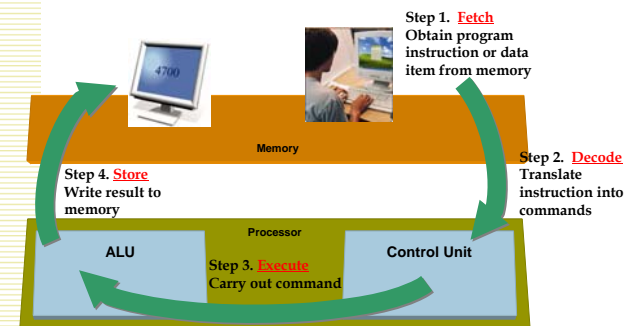 Step 1. Fetch
Obtain program
instruction or data
item from memory
4700
Memory
Step 2. Decode
Translate
instruction into
commands
Step 4. Store
Write result to
memory
Processor
ALU
Control Unit
Step 3. Execute
Carry out command